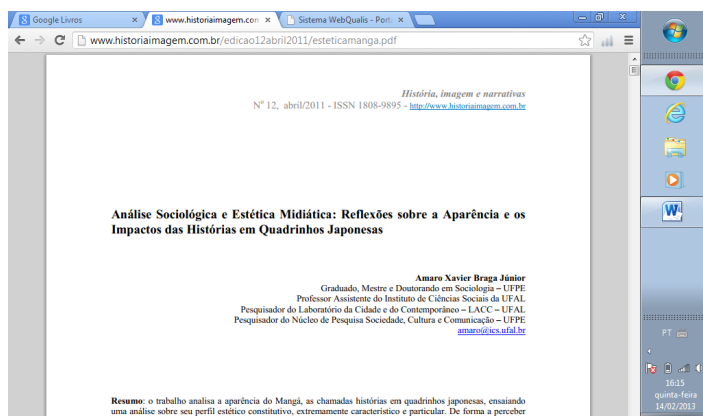 Google Livros
www.historiaimagem.con
Sistema WebQualis - Port
www.historiaimagem.com.br/edicao12abril2011/esteticamanga.pdf
História, imagem e narrativas
Nº 12, abril/2011 - ISSN 1808-9895 - http://www.historiaimagem.com.br
Análise Sociológica e Estética Midiática: Reflexões sobre a Aparência e os
Impactos das Histórias em Quadrinhos Japonesas
Amaro Xavier Braga Júnior
Graduado, Mestre e Doutorando em Sociologia – UFPE
Professor Assistente do Instituto de Ciências Sociais da UFAL
Pesquisador do Laboratório da Cidade e do Contemporâneo – LACC – UFAL
Pesquisador do Núcleo de Pesquisa Sociedade, Cultura e Comunicação – UFPE
amaro@ics.ufal.br
Resumo: o trabalho analisa a aparência do Mangá, as chamadas histórias em quadrinhos japonesas, ensaiando
uma análise sobre seu perfil estético constitutivo, extremamente característico e particular. De forma a perceber
PT
16:15
quinta-feira
14/02/2013